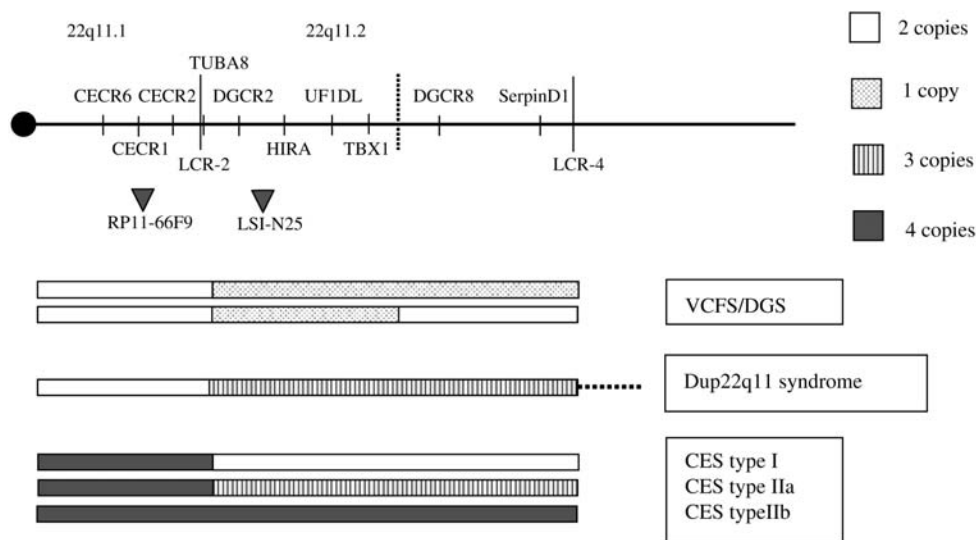 22q11.1 22q11.2
TUBA8
CECR6 CECR2 DGCR2 UF1DL DGCR8 SerpinD1
CECR1 HIRA TBX1
LCR-2 LCR-4
RP11-66F9 LSI-N25
2 copies
1 copy
3 copies
4 copies
VCFS/DGS
Dup22q11 syndrome
CES type I
CES type IIa
CES typeIIb